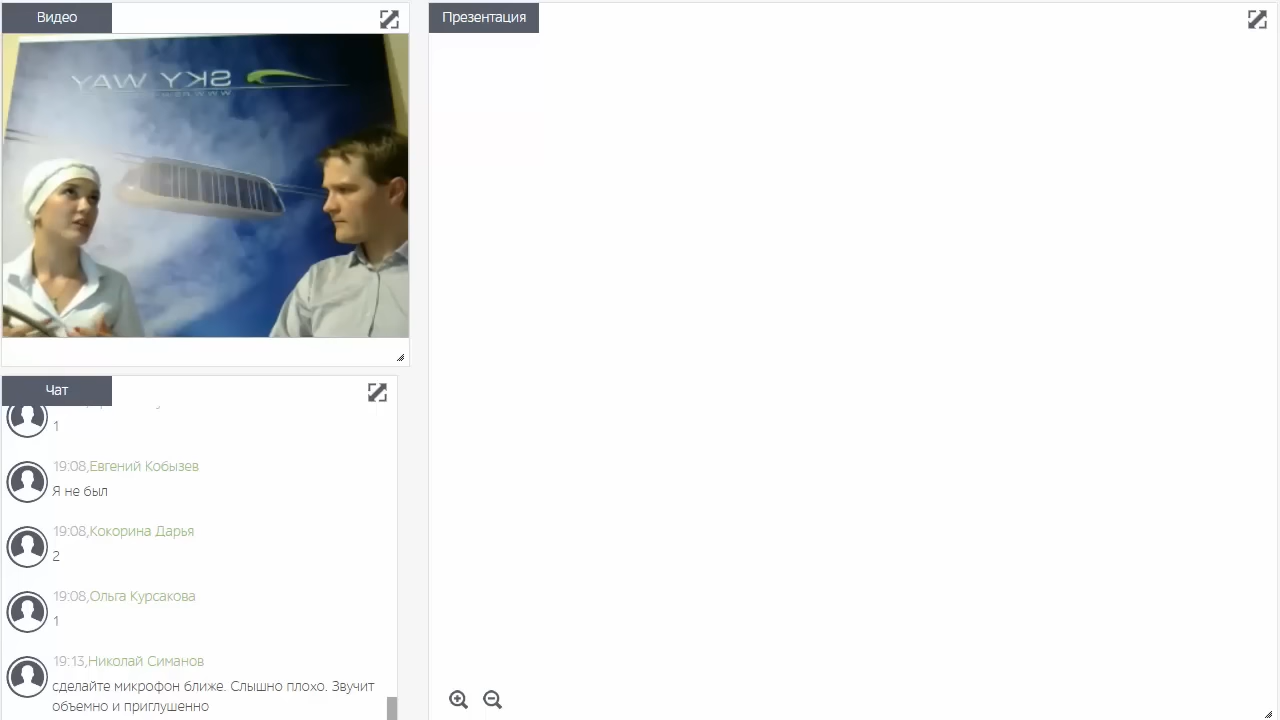 Видео
Презентация
SKY WAY
Чат
1
19:08,Евгений Кобызев
Я не был
19:08,Кокорина Дарья
2
19:08,Ольга Курсакова
1
19:13,Николай Симанов
сделайте микрофон ближе. Слышно плохо. Звучит
объемно и приглушенно